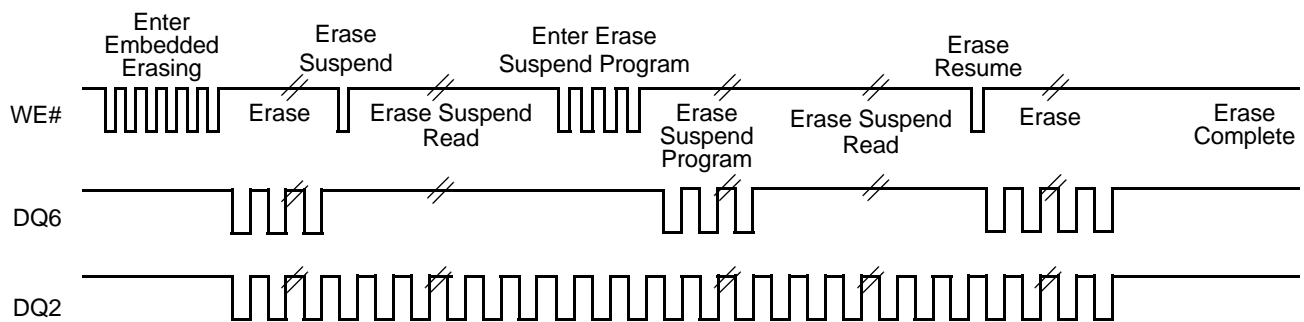 Enter
Embedded
Erasing
Erase
Suspend
Enter Erase
Suspend Program
Erase
Resume
WE#
Erase
Erase Suspend
Read
Erase
Suspend
Program
Erase Suspend
Read
Erase
Erase
Complete
DQ6
DQ2